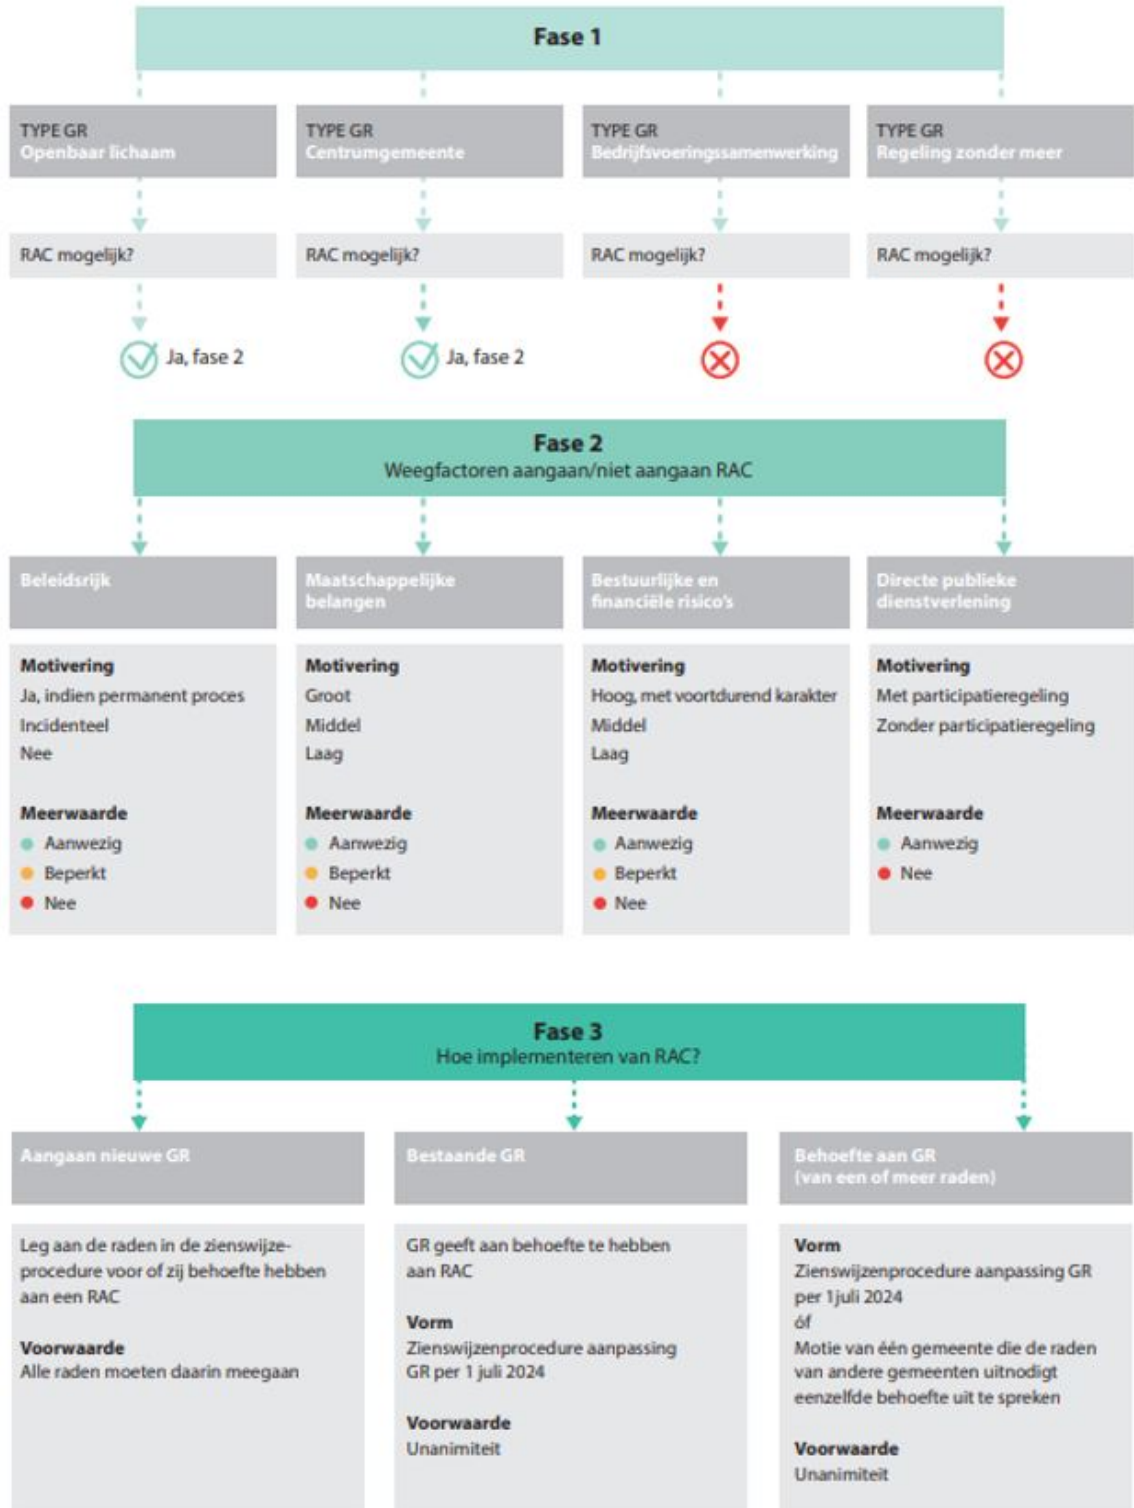 Fase 1
TYPE GR
Openbaar lichaam
TYPE GR
Centrumgemeente
TYPE GR
Bedrijfsvoeringssamenwerking
TYPE GR
Regeling zonder meer
RAC mogelijk?
RAC mogelijk?
RAC mogelijk?
RAC mogelijk?
Ja, fase 2
Ja, fase 2
Fase 2
Weegfactoren aangaan/niet aangaan RAC
Beleidsrijk
Motivering
Ja, indien permanent proces
Incidenteel
Nee
Meerwaarde
Aanwezig
Beperkt
Nee
Maatschappelijke
belangen
Motivering
Groot
Middel
Laag
Meerwaarde
Aanwezig
Beperkt
Nee
Bestuurlijke en
financiële risico's
Motivering
Hoog, met voortdurend karakter
Middel
Laag
Meerwaarde
Aanwezig
Beperkt
Nee
Directe publieke
dienstverlening
Motivering
Met participatieregeling
Zonder participatieregeling
Meerwaarde
Aanwezig
Nee
Fase 3
Hoe implementeren van RAC?
Aangaan nieuwe GR
Leg aan de raden in de zienswijze-
procedure voor of zij behoefte hebben
aan een RAC
Voorwaarde
Alle raden moeten daarin meegaan
Bestaande GR
GR geeft aan behoefte te hebben
aan RAC
Vorm
Zienswijzenprocedure aanpassing
GR per 1 juli 2024
Voorwaarde
Unanimiteit
Behoefte aan GR
(van een of meer raden)
Vorm
Zienswijzenprocedure aanpassing GR
per 1 juli 2024
óf
Motie van één gemeente die de raden
van andere gemeenten uitnodigt
eenzelfde behoefte uit te spreken
Voorwaarde
Unanimiteit